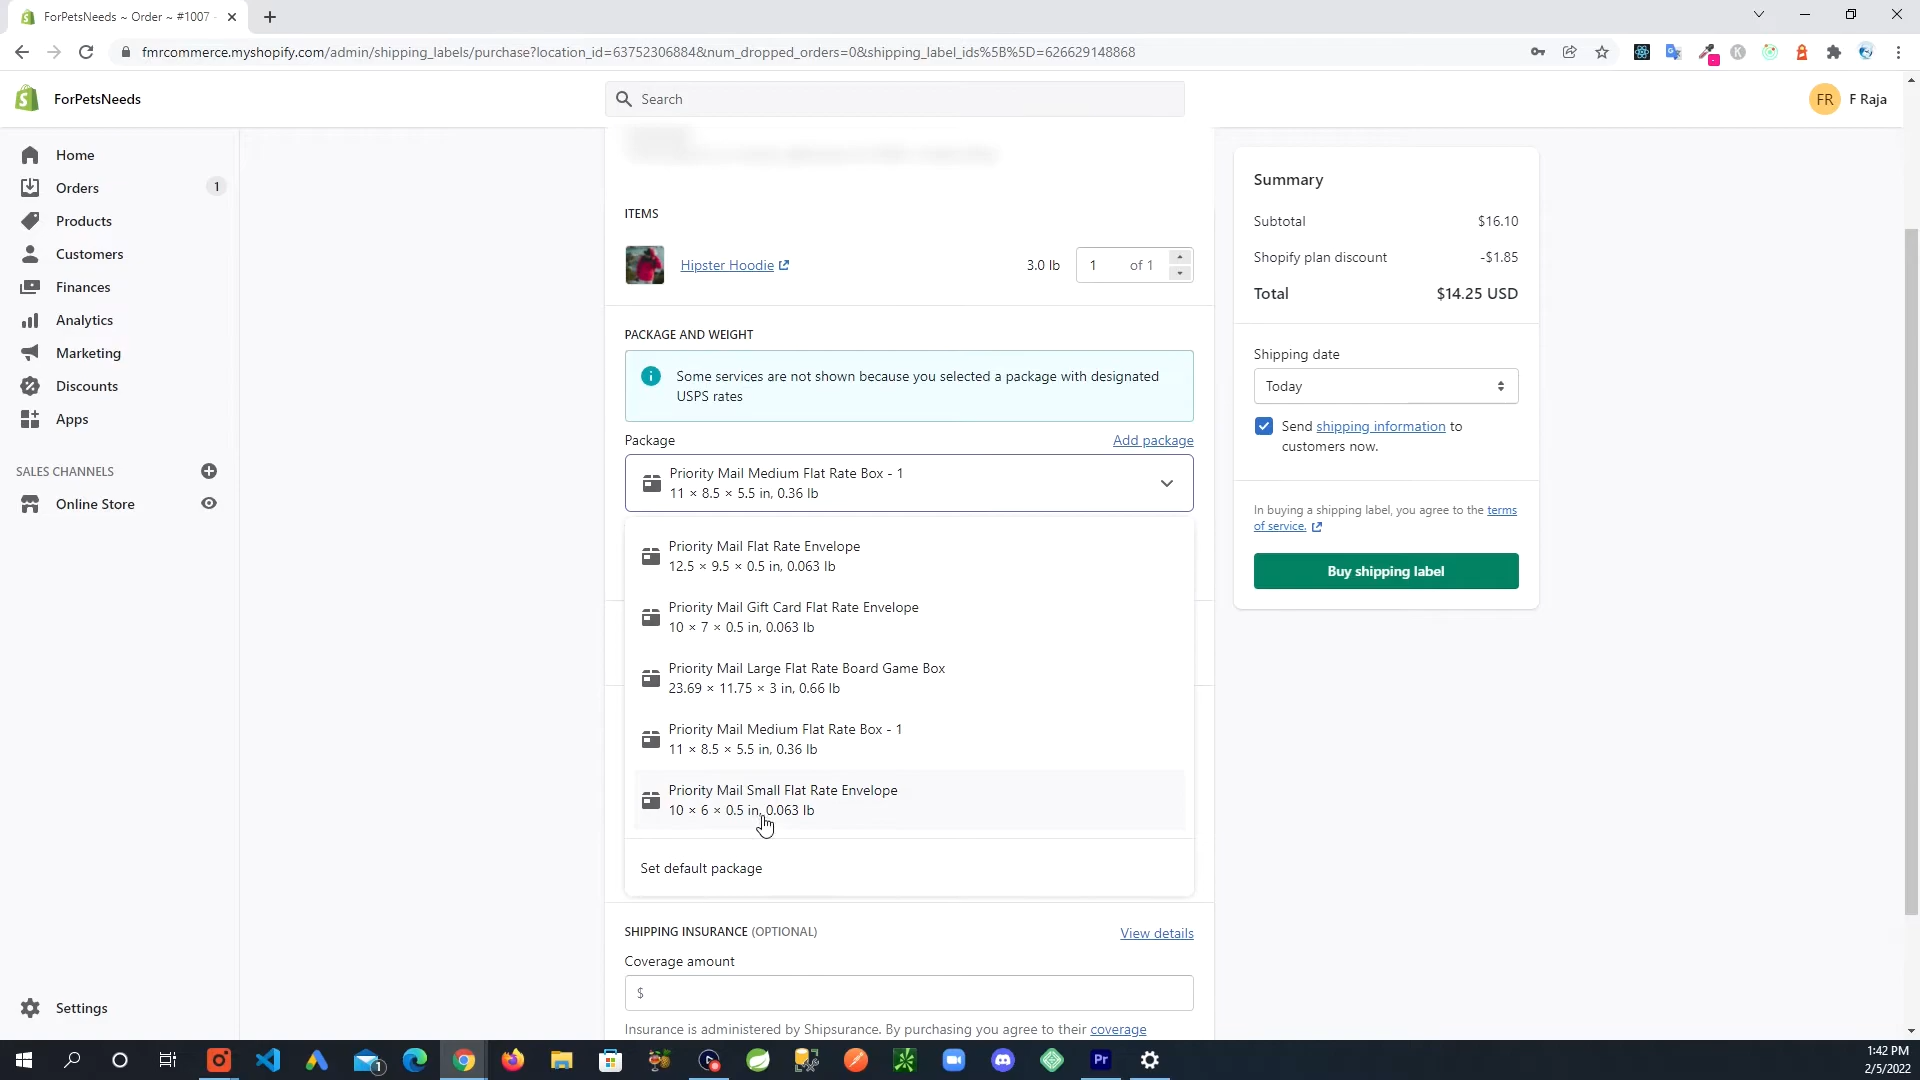 ForPetsNeeds ~ Order ~ #1007
fmrcommerce.myshopify.com/admin/shipping_labels/purchase?location_id=63752306884&num_dropped_orders=0&shipping_label_ids%5B%5D=626629148868
ForPetsNeeds
Search
FR
F Raja
Home
Orders
1
Products
Customers
Finances
Analytics
Marketing
Discounts
Apps
SALES CHANNELS
Online Store
Settings
ITEMS
Hipster Hoodie
3.0 lb
1 of 1
PACKAGE AND WEIGHT
Some services are not shown because you selected a package with designated
USPS rates
Package
Add package
Priority Mail Medium Flat Rate Box - 1
11 × 8.5 × 5.5 in, 0.36 lb
Priority Mail Flat Rate Envelope
12.5 × 9.5 × 0.5 in, 0.063 lb
Priority Mail Gift Card Flat Rate Envelope
10 × 7 × 0.5 in, 0.063 lb
Priority Mail Large Flat Rate Board Game Box
23.69 × 11.75 × 3 in, 0.66 lb
Priority Mail Medium Flat Rate Box - 1
11 × 8.5 × 5.5 in, 0.36 lb
Priority Mail Small Flat Rate Envelope
10 × 6 × 0.5 in, 0.063 lb
Set default package
SHIPPING INSURANCE (OPTIONAL)
View details
Coverage amount
$
Insurance is administered by Shipsurance. By purchasing you agree to their coverage
Summary
Subtotal
$16.10
Shopify plan discount
-$1.85
Total
$14.25 USD
Shipping date
Today
Send shipping information to
customers now.
In buying a shipping label, you agree to the terms
of service.
Buy shipping label
1
Pr
1:42 PM
2/5/2022